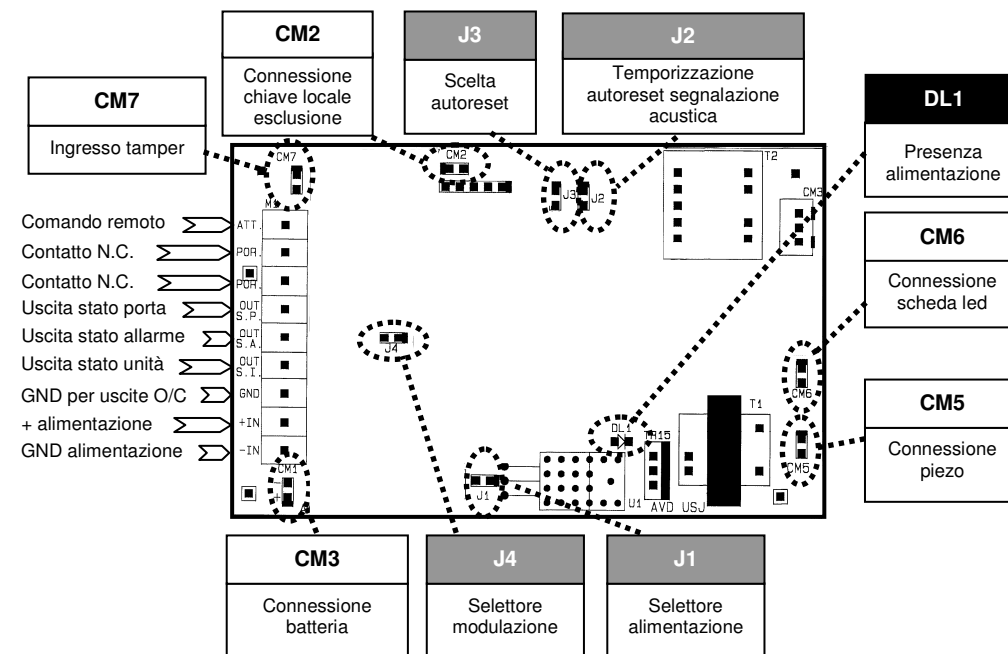 CM2
Connessione
chiave locale
esclusione
J3
Scelta
autoreset
J2
Temporizzazione
autoreset segnalazione
acustica
CM7
Ingresso tamper
DL1
Presenza
alimentazione
CM6
Connessione
scheda led
CM5
Connessione
piezo
Comando remoto
Contatto N.C.
Contatto N.C.
Uscita stato porta
Uscita stato allarme
Uscita stato unità
GND per uscite O/C
+ alimentazione
GND alimentazione
CM7
ATT.
POR.
POR.
OUT
S.P.
OUT
S.A.
OUT
S.I.
GND
+IN
-IN
CM1
+
CM2
J3
J2
T2
CM3
J4
DL1
TR15
T1
CM6
CM5
J1
U1
AVD USJ
CM3
Connessione
batteria
J4
Selettore
modulazione
J1
Selettore
alimentazione